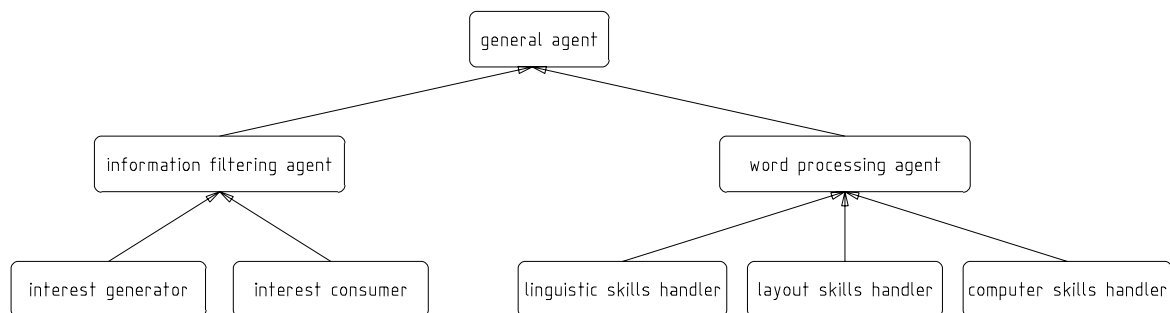 general agent
information filtering agent
word processing agent
interest generator
interest consumer
linguistic skills handler
layout skills handler
computer skills handler